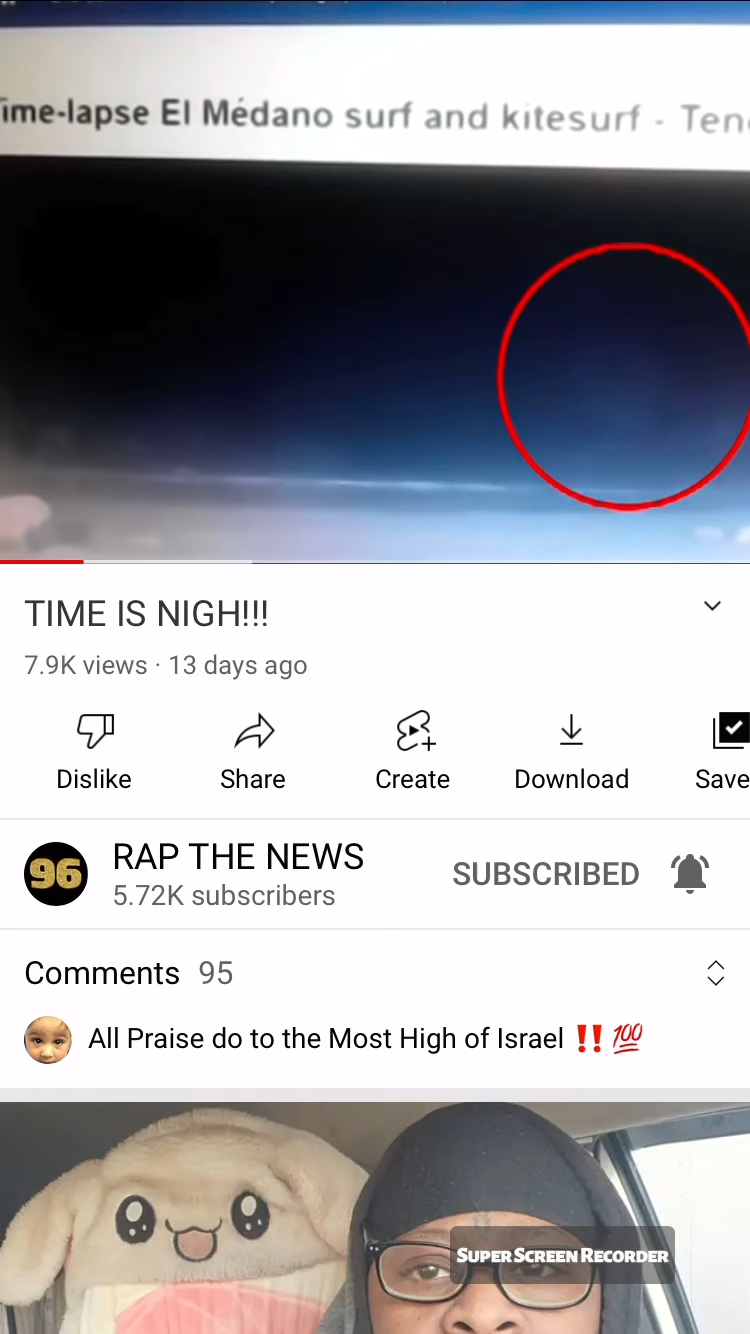 ime-lapse El Médano surf and kitesurf - Ten
TIME IS NIGH!!!
7.9K views · 13 days ago
Dislike
Share
Create
Download
Save
96
RAP THE NEWS
5.72K subscribers
SUBSCRIBED
Comments 95
All Praise do to the Most High of Israel ‼️ 💯
SUPER SCREEN RECORDER